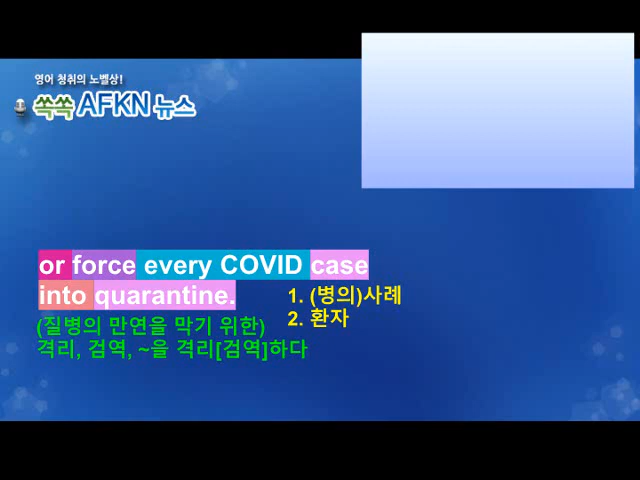 영어 청취의 노벨상!
쏙쏙 AFKN 뉴스
or force every COVID case
into quarantine.
1. (병의)사례
2. 환자
(질병의 만연을 막기 위한)
격리, 검역, ~을 격리[검역]하다